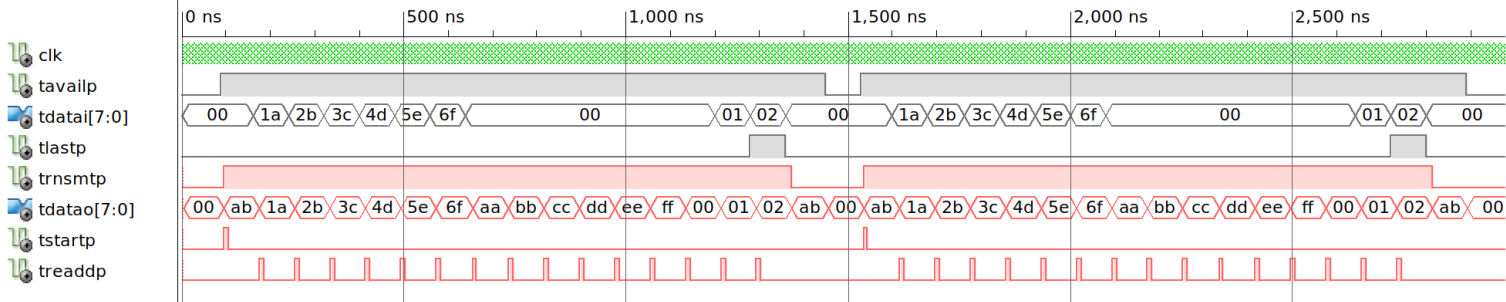 0 ns 500 ns 1,000 ns 1,500 ns 2,000 ns 2,500 ns
clk
tavailp
tdatai[7:0] 00 1a 2b 3c 4d 5e 6f 00 01 02 00 1a 2b 3c 4d 5e 6f 00 01 02 00
tlastp
trnsmtp
tdatao[7:0] 00 ab 1a 2b 3c 4d 5e 6f aa bb cc dd ee ff 00 01 02 ab 00 ab 1a 2b 3c 4d 5e 6f aa bb cc dd ee ff 00 01 02 ab 00
tstartp
treaddp